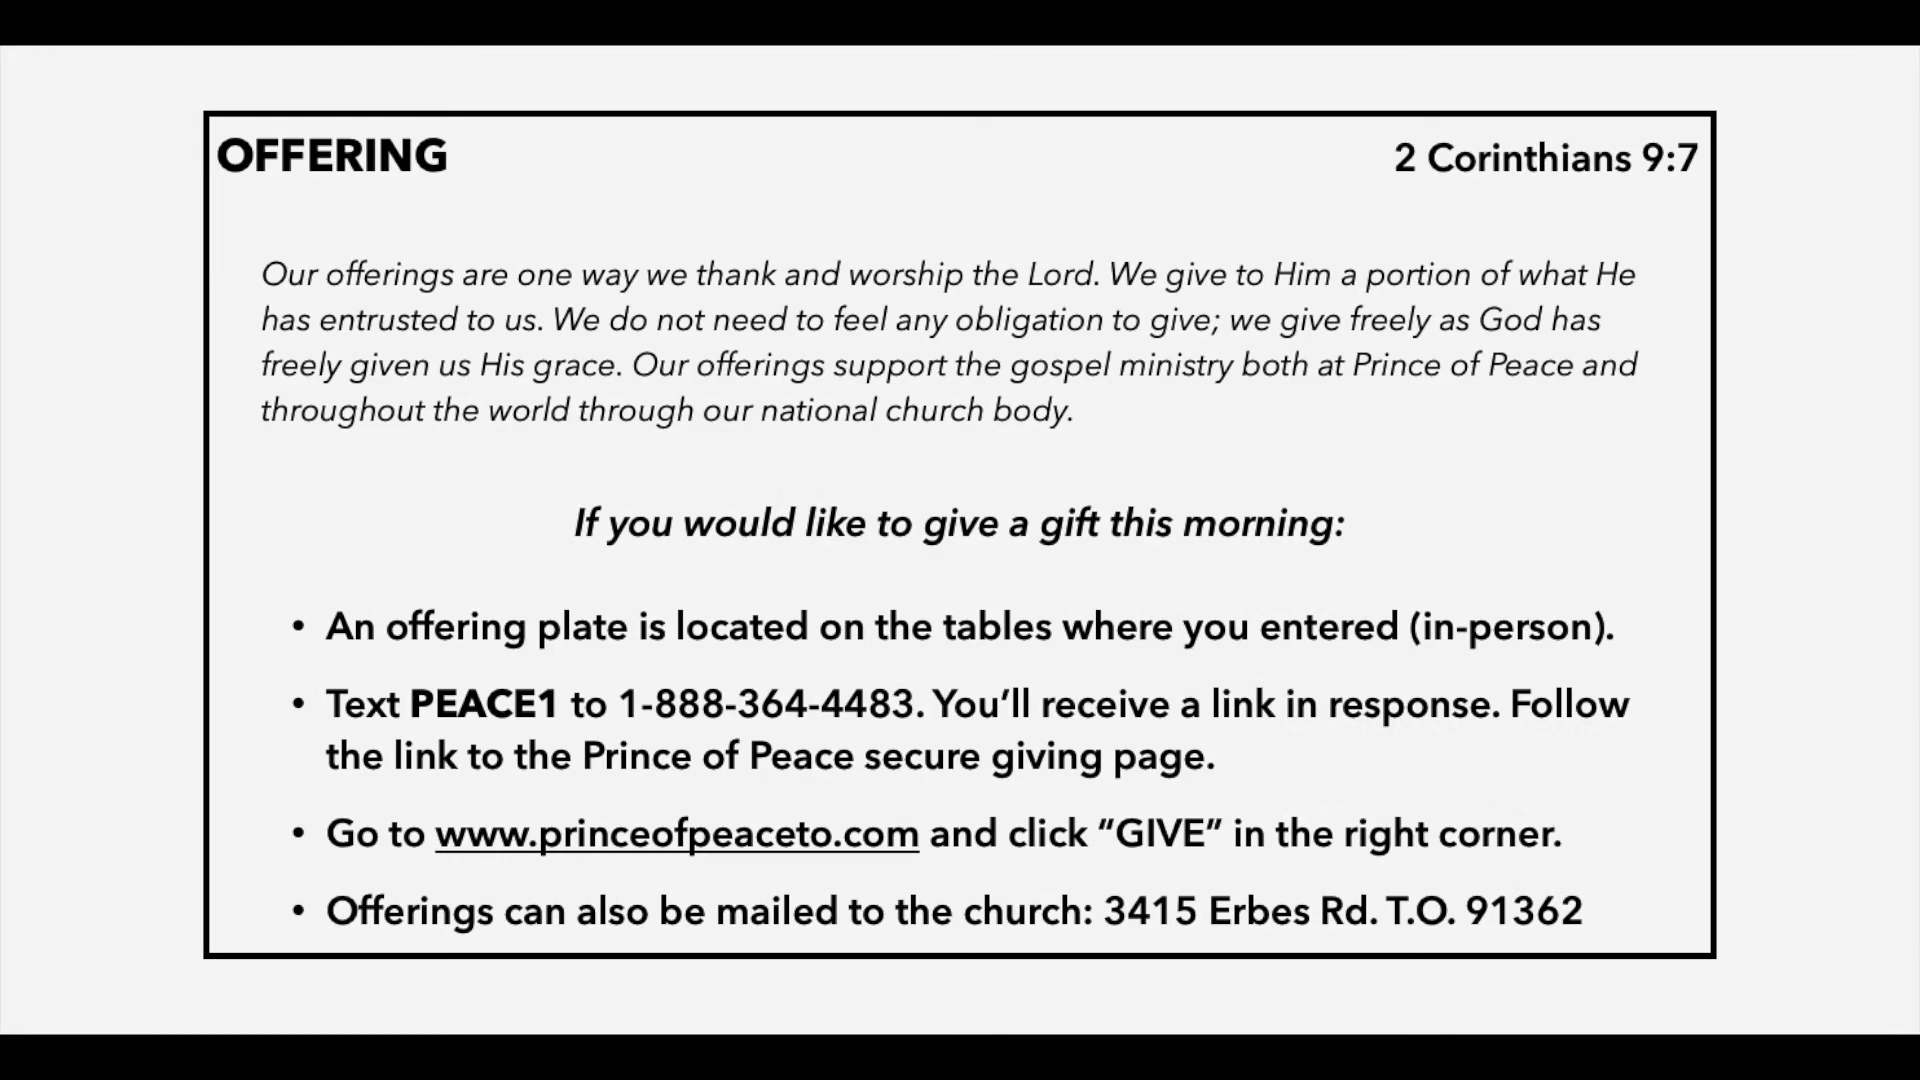 OFFERING
2 Corinthians 9:7
Our offerings are one way we thank and worship the Lord. We give to Him a portion of what He
has entrusted to us. We do not need to feel any obligation to give; we give freely as God has
freely given us His grace. Our offerings support the gospel ministry both at Prince of Peace and
throughout the world through our national church body.
If you would like to give a gift this morning:
• An offering plate is located on the tables where you entered (in-person).
• Text PEACE1 to 1-888-364-4483. You’ll receive a link in response. Follow
the link to the Prince of Peace secure giving page.
• Go to www.princeofpeaceto.com and click “GIVE” in the right corner.
• Offerings can also be mailed to the church: 3415 Erbes Rd. T.O. 91362